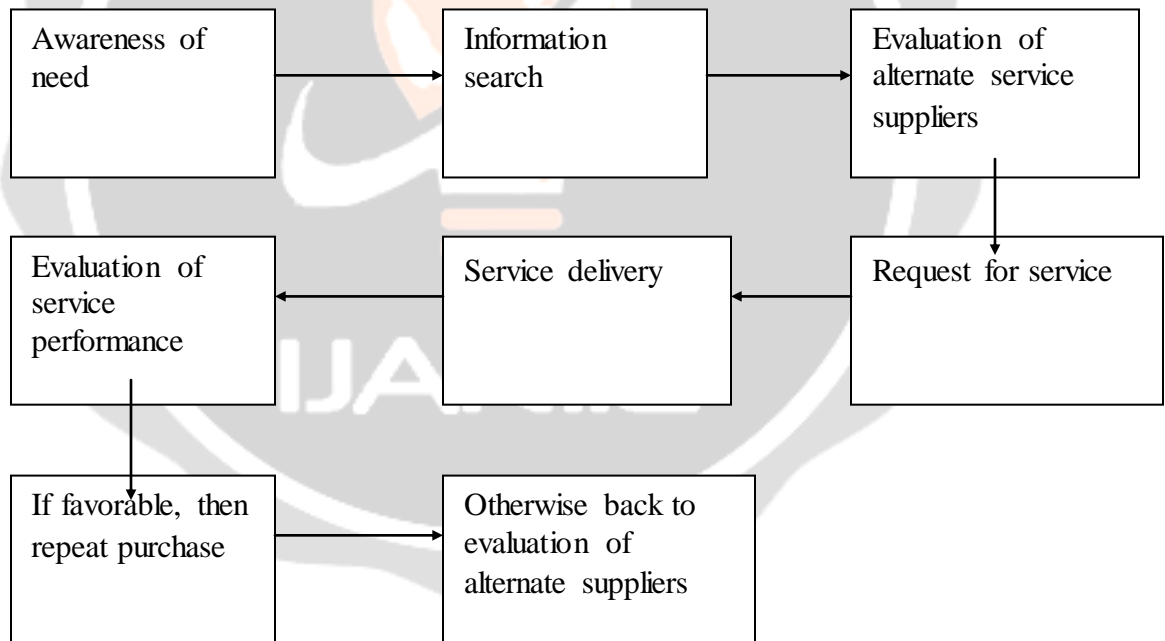 Awareness of
need
Information
search
Evaluation of
alternate service
suppliers
Request for service
Service delivery
Evaluation of
service
performance
If favorable, then
repeat purchase
Otherwise back to
evaluation of
alternate suppliers